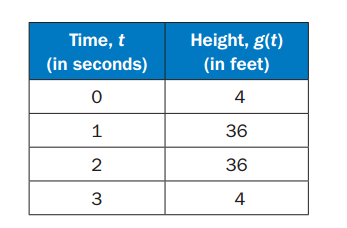 Time, t Height, g(t)
(in seconds) (in feet)
0 4
1 36
2 36
3 4